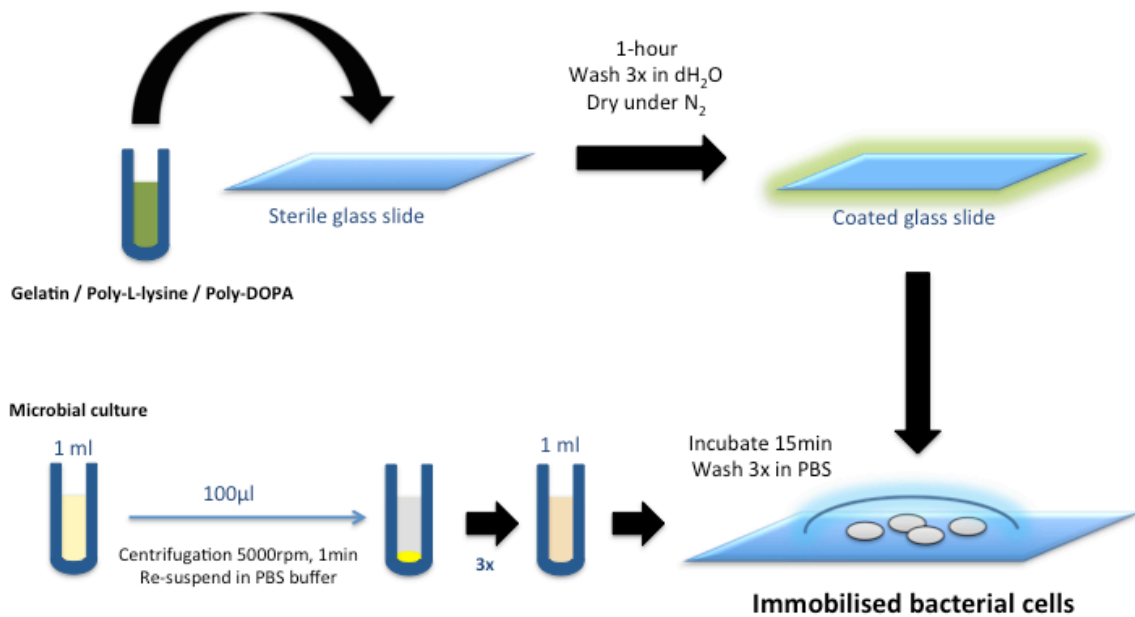 1-hour
Wash 3x in dH₂O
Dry under N₂
Sterile glass slide
Coated glass slide
Gelatin / Poly-L-lysine / Poly-DOPA
Microbial culture
1 ml
100μl
Centrifugation 5000rpm, 1min
Re-suspend in PBS buffer
3x
1 ml
Incubate 15min
Wash 3x in PBS
Immobilised bacterial cells